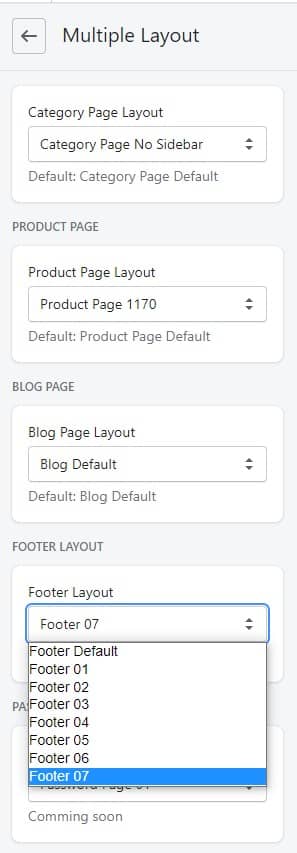 Multiple Layout
Category Page Layout
Category Page No Sidebar
Default: Category Page Default
PRODUCT PAGE
Product Page Layout
Product Page 1170
Default: Product Page Default
BLOG PAGE
Blog Page Layout
Blog Default
Default: Blog Default
FOOTER LAYOUT
Footer Layout
Footer 07
Footer Default
Footer 01
Footer 02
Footer 03
Footer 04
Footer 05
Footer 06
Footer 07
Comming soon